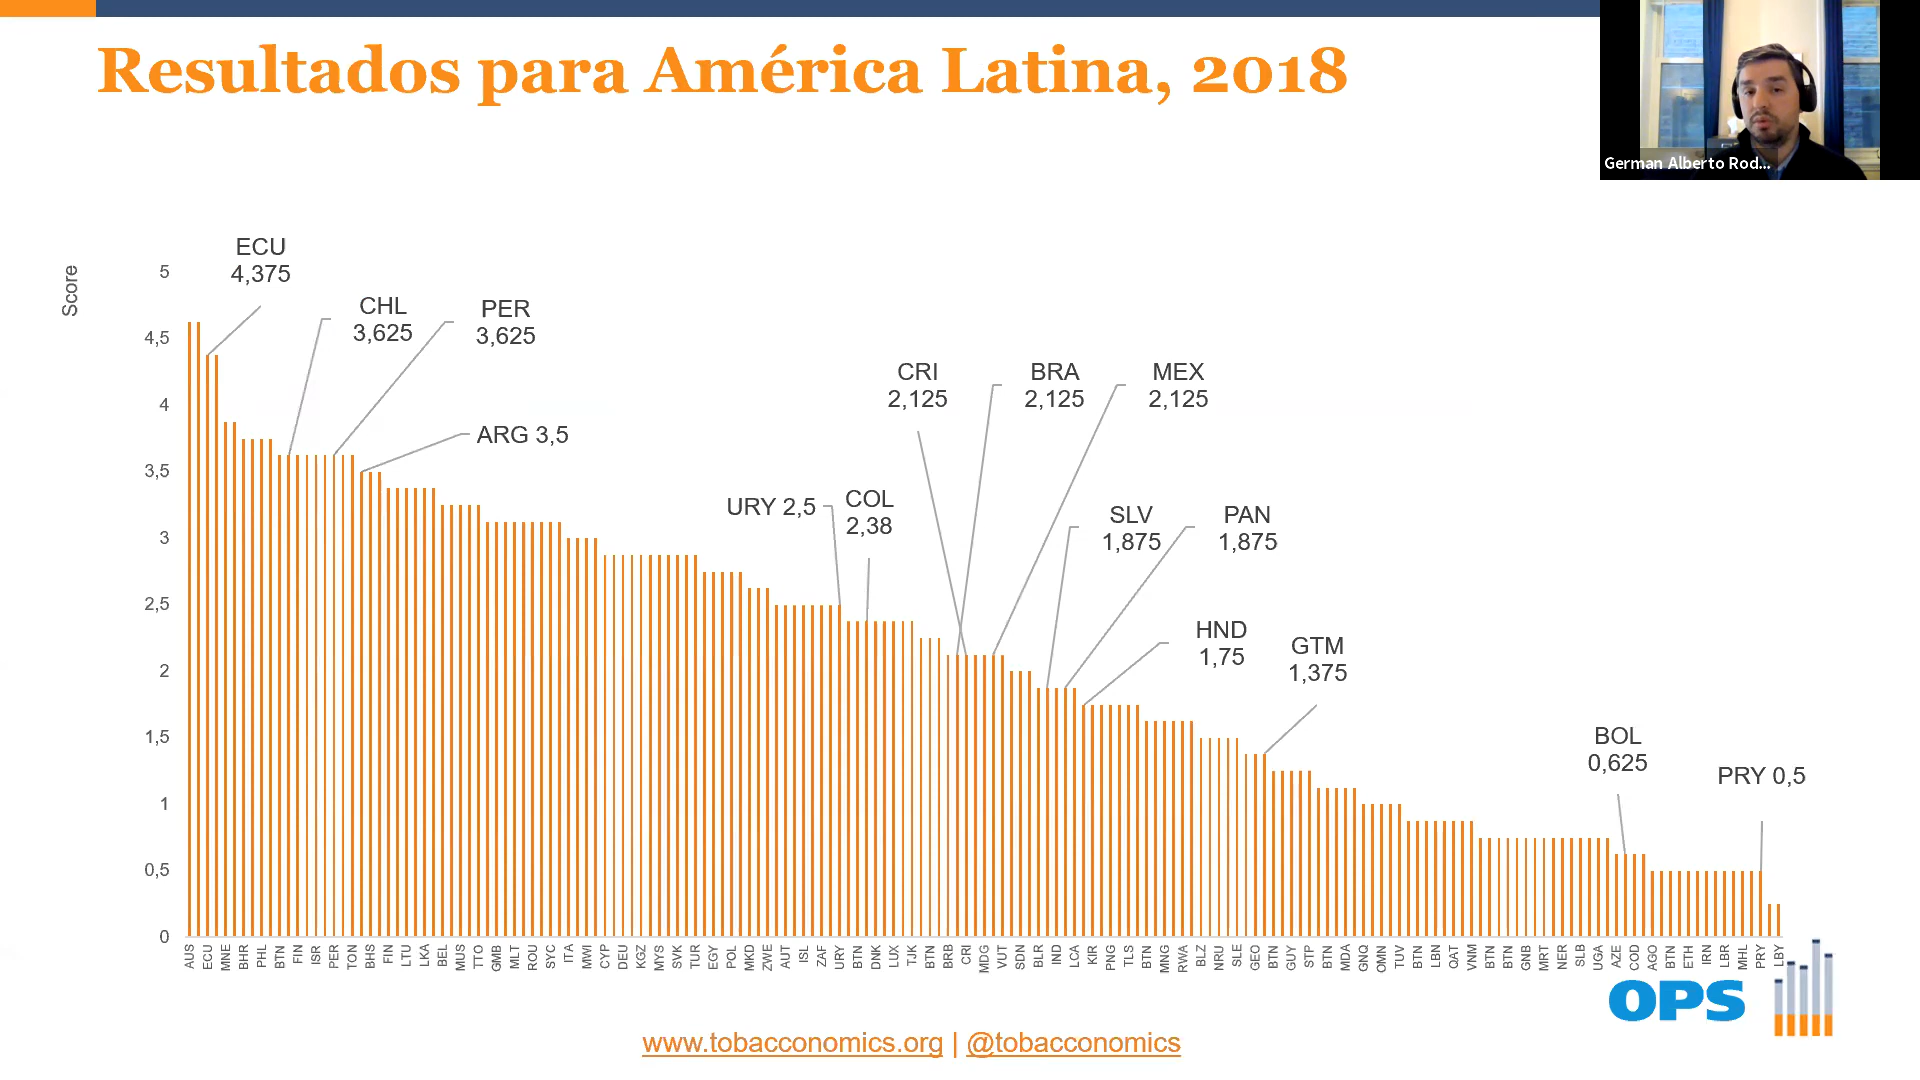 Resultados para América Latina, 2018
German Alberto Rod...
Score
5
4,5
4
3,5
3
2,5
2
1,5
1
0,5
0
ECU
4,375
CHL
3,625
PER
3,625
ARG 3,5
URY 2,5
COL
2,38
CRI
2,125
BRA
2,125
MEX
2,125
SLV
1,875
PAN
1,875
HND
1,75
GTM
1,375
BOL
0,625
PRY 0,5
AUS ECU MNE BHR PHL BTN FIN ISR PER TON BHS FIN LTU LKA BEL MUS TTO GMB MLT ROU SYC ITA MWI CYP DEU KGZ MYS SVK TUR EGY POL MKD ZWE AUT ISL ZAF URY BTN DNK LUX TJK BTN BRB CRI MDG VUT SDN BLR IND LCA KIR PNG TLS BTN MNG RWA BLZ NRU SLE GEO BTN GUY STP BTN MDA GNQ OMN TUV BTN LBN QAT VNM BTN BTN GNB MRT NER SLB UGA AZE COD AGO BTN ETH IRN LBR MHL PRY LBY
OPS
www.tobacconomics.org | @tobacconomics